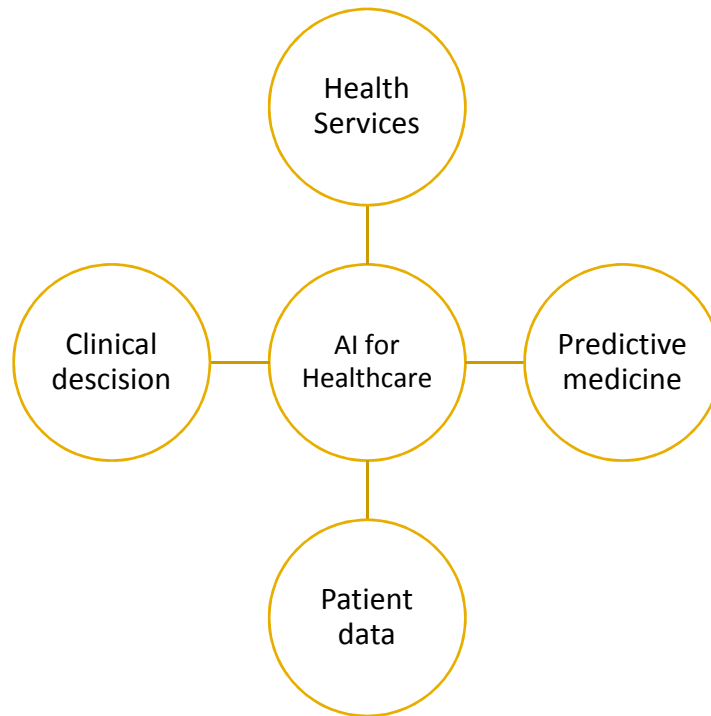 Health
Services
Clinical
descision
AI for
Healthcare
Predictive
medicine
Patient
data